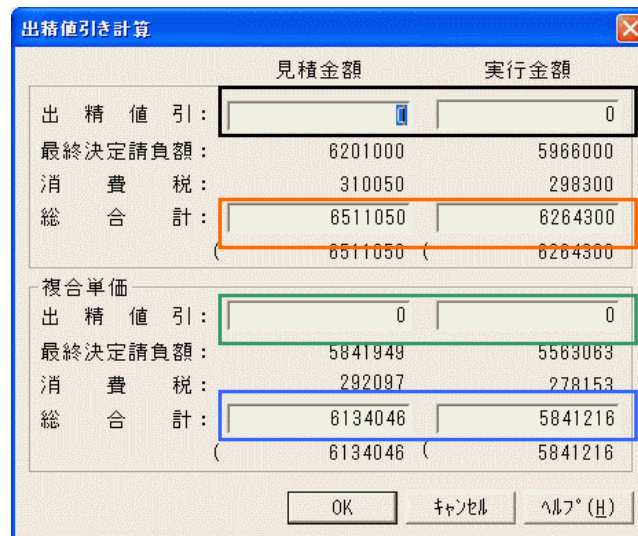 出精値引き計算
見積金額 実行金額
出精値引： 0 0
最終決定請負額： 6201000 5966000
消費税： 310050 298300
総合計： 6511050 6264300
( 6511050 ( 6264300
複合単価
出精値引： 0 0
最終決定請負額： 5841949 5563063
消費税： 292097 278153
総合計： 6134046 5841216
( 6134046 ( 5841216
OK ｷｬﾝｾﾙ ﾍﾙﾌﾟ(H)